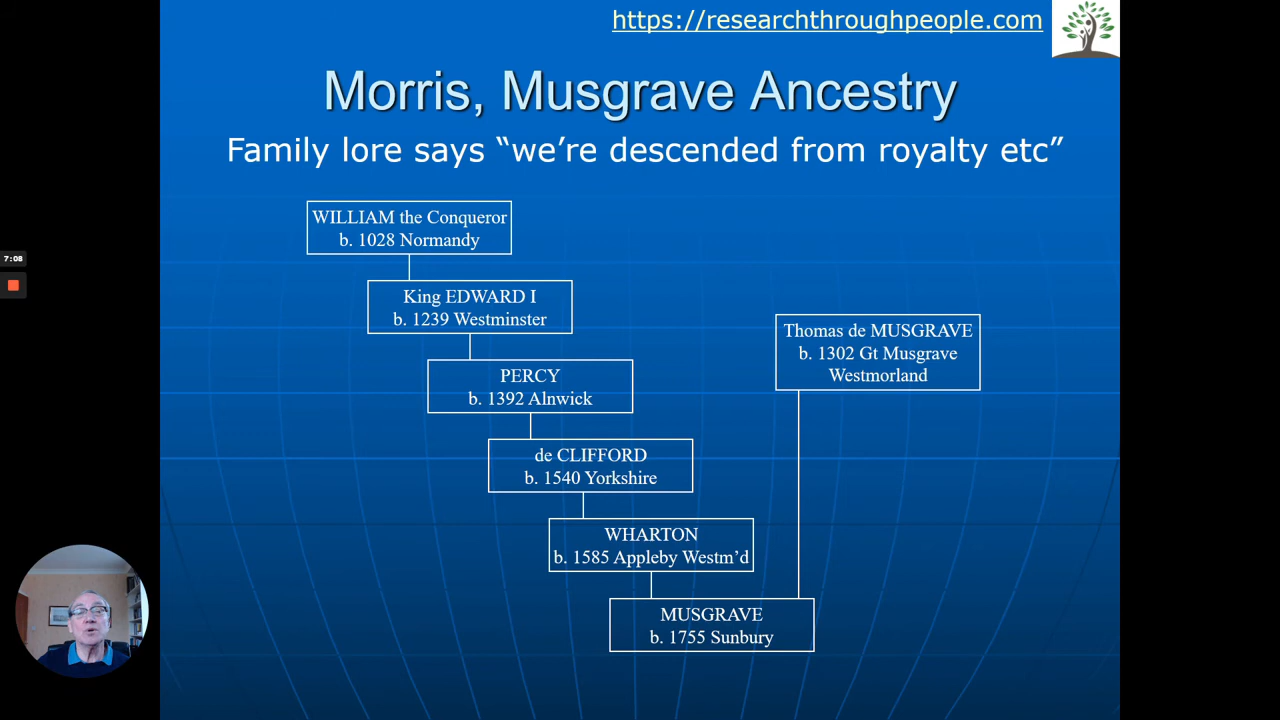 https://researchthroughpeople.com
Morris, Musgrave Ancestry
Family lore says “we’re descended from royalty etc”
WILLIAM the Conqueror
b. 1028 Normandy
King EDWARD I
b. 1239 Westminster
Thomas de MUSGRAVE
b. 1302 Gt Musgrave
Westmorland
PERCY
b. 1392 Alnwick
de CLIFFORD
b. 1540 Yorkshire
WHARTON
b. 1585 Appleby Westm’d
MUSGRAVE
b. 1755 Sunbury
7:08